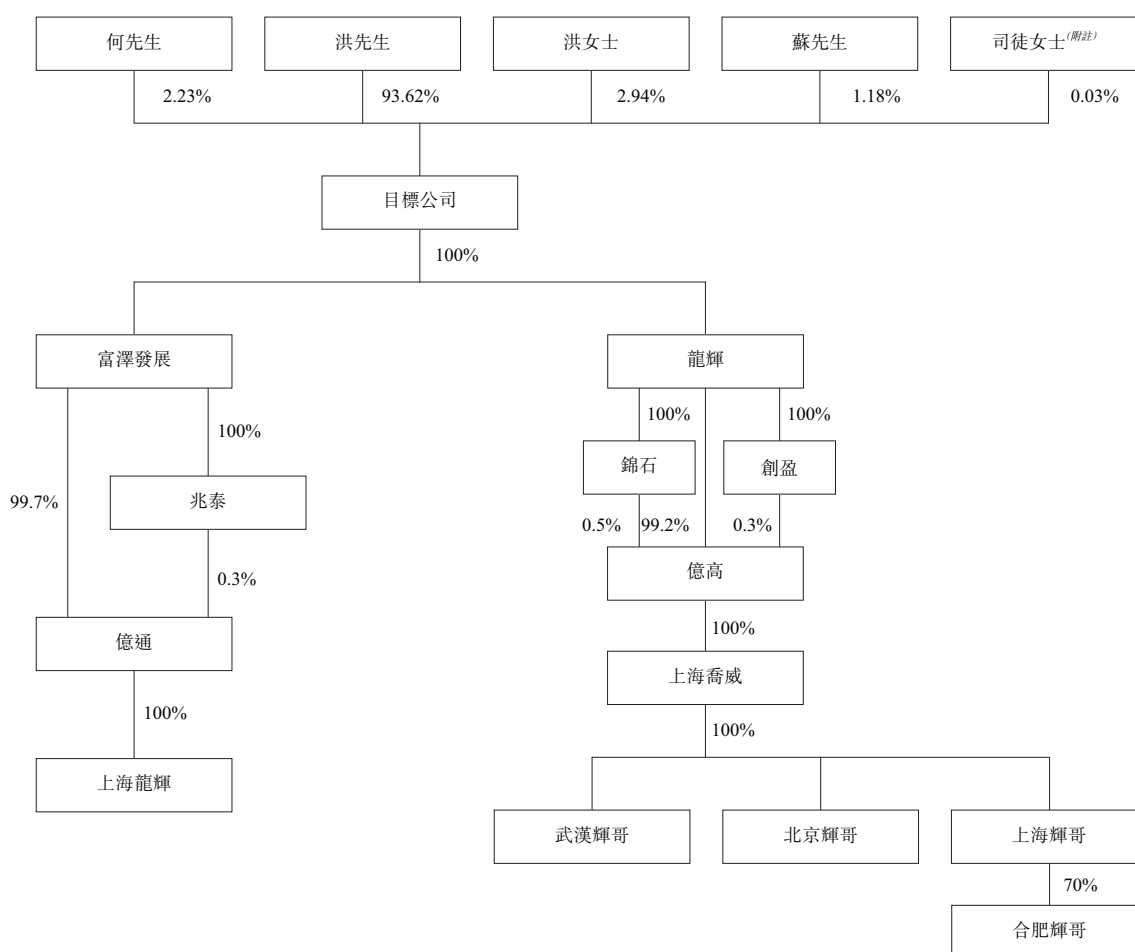 何先生
洪先生
洪女士
蘇先生
司徒女士(附註)
2.23%
93.62%
2.94%
1.18%
0.03%
目標公司
100%
富澤發展
龍輝
100%
100%
100%
錦石
創盈
99.7%
兆泰
0.5%
99.2%
0.3%
億高
0.3%
100%
億通
上海喬威
100%
100%
上海龍輝
武漢輝哥
北京輝哥
上海輝哥
70%
合肥輝哥